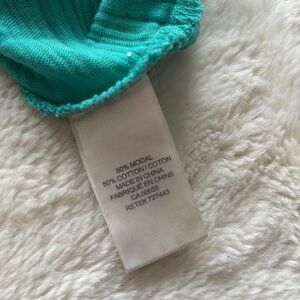 50% MODAL
50% COTTON / COTON
MADE IN CHINA
FABRIQUÉ EN CHINE
CA 00695
RETEK 727443